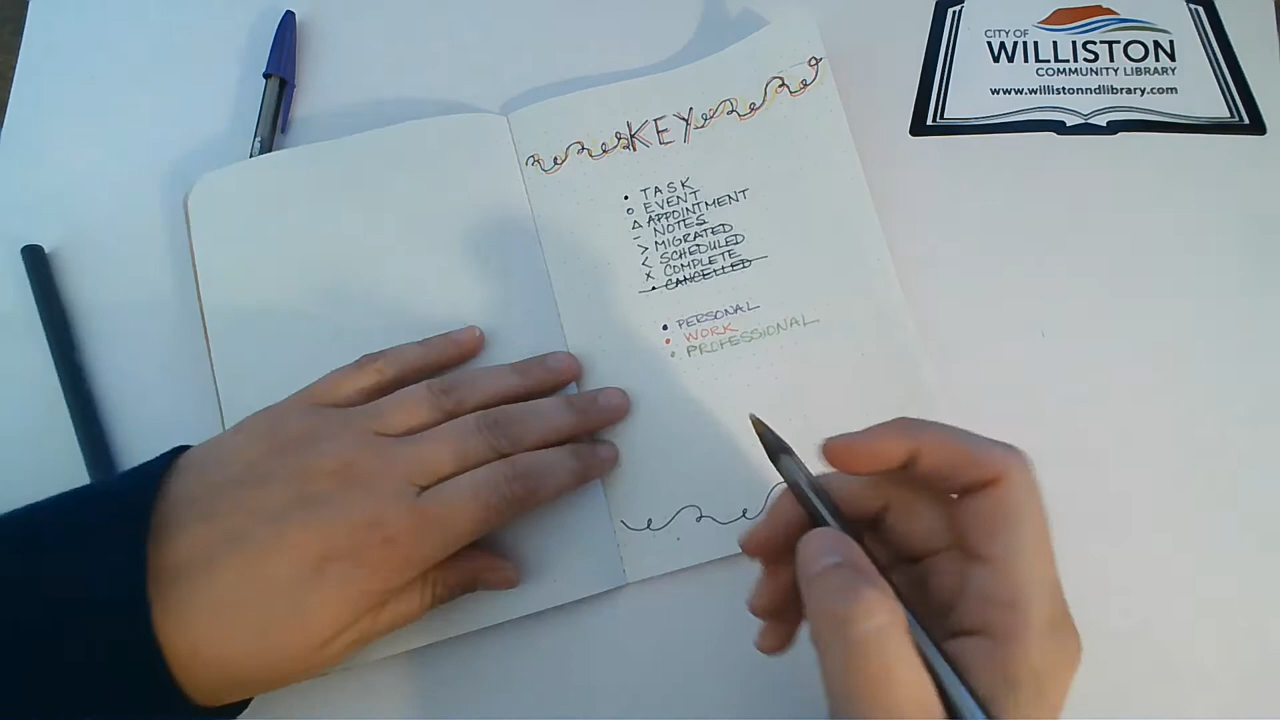 CITY OF
WILLISTON
COMMUNITY LIBRARY
www.willistonndlibrary.com
KEY
• TASK
○ EVENT
△ APPOINTMENT
– NOTES
> MIGRATED
< SCHEDULED
x COMPLETE
• CANCELLED
• PERSONAL
• WORK
• PROFESSIONAL